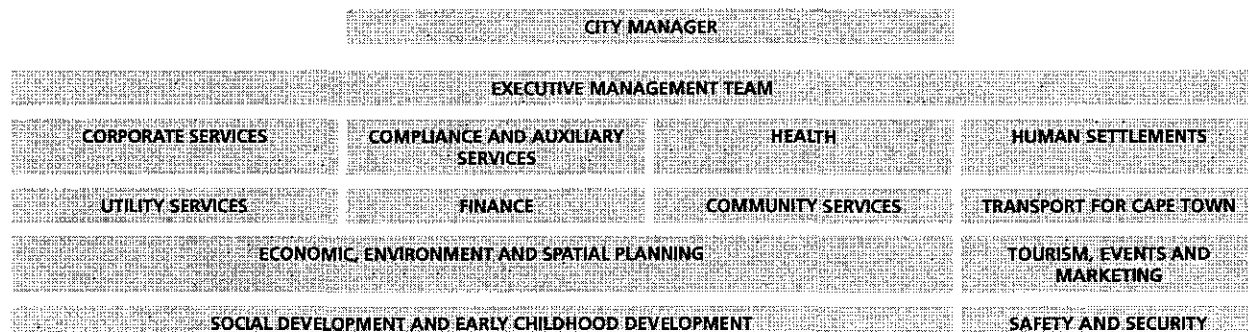 CITY MANAGER
EXECUTIVE MANAGEMENT TEAM
CORPORATE SERVICES
COMPLIANCE AND AUXILIARY
SERVICES
HEALTH
HUMAN SETTLEMENTS
UTILITY SERVICES
FINANCE
COMMUNITY SERVICES
TRANSPORT FOR CAPE TOWN
ECONOMIC, ENVIRONMENT AND SPATIAL PLANNING
TOURISM, EVENTS AND
MARKETING
SOCIAL DEVELOPMENT AND EARLY CHILDHOOD DEVELOPMENT
SAFETY AND SECURITY